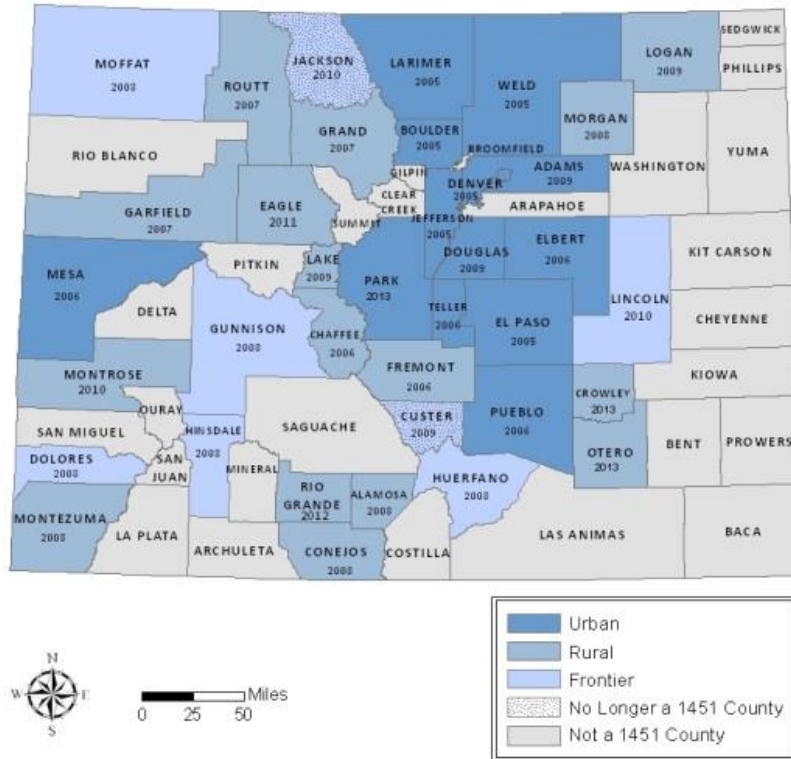 MOFFAT
2008
JACKSON
2010
ROUTT
2007
LARIMER
2005
WELD
2005
LOGAN
2009
SEDGWICK
PHILLIPS
RIO BLANCO
GRAND
2007
BOULDER
2005
BROOMFIELD
MORGAN
2008
WASHINGTON
YUMA
GARFIELD
2007
EAGLE
2011
SUMMIT
GILPIN
CLEAR
CREEK
JEFFERSON
2005
DENVER
2005
ADAMS
2009
ARAPAHOE
MESA
2006
PITKIN
LAKE
2009
PARK
2013
DOUGLAS
2009
ELBERT
2006
LINCOLN
2010
KIT CARSON
DELTA
GUNNISON
2008
CHAFFEE
2006
TELLER
2006
EL PASO
2005
CHEYENNE
MONTROSE
2010
FREMONT
2006
KIOWA
OURAY
SAN MIGUEL
HINSDALE
2008
SAGUACHE
CUSTER
2009
PUEBLO
2006
CROWLEY
2013
OTERO
2013
BENT
PROWERS
DOLORES
2008
SAN
JUAN
MINERAL
RIO
GRANDE
2012
ALAMOSA
2008
HUERFANO
2008
MONTEZUMA
2008
LA PLATA
ARCHULETA
CONEJOS
2008
COSTILLA
LAS ANIMAS
BACA
N
W E
S
Miles
0 25 50
Urban
Rural
Frontier
No Longer a 1451 County
Not a 1451 County